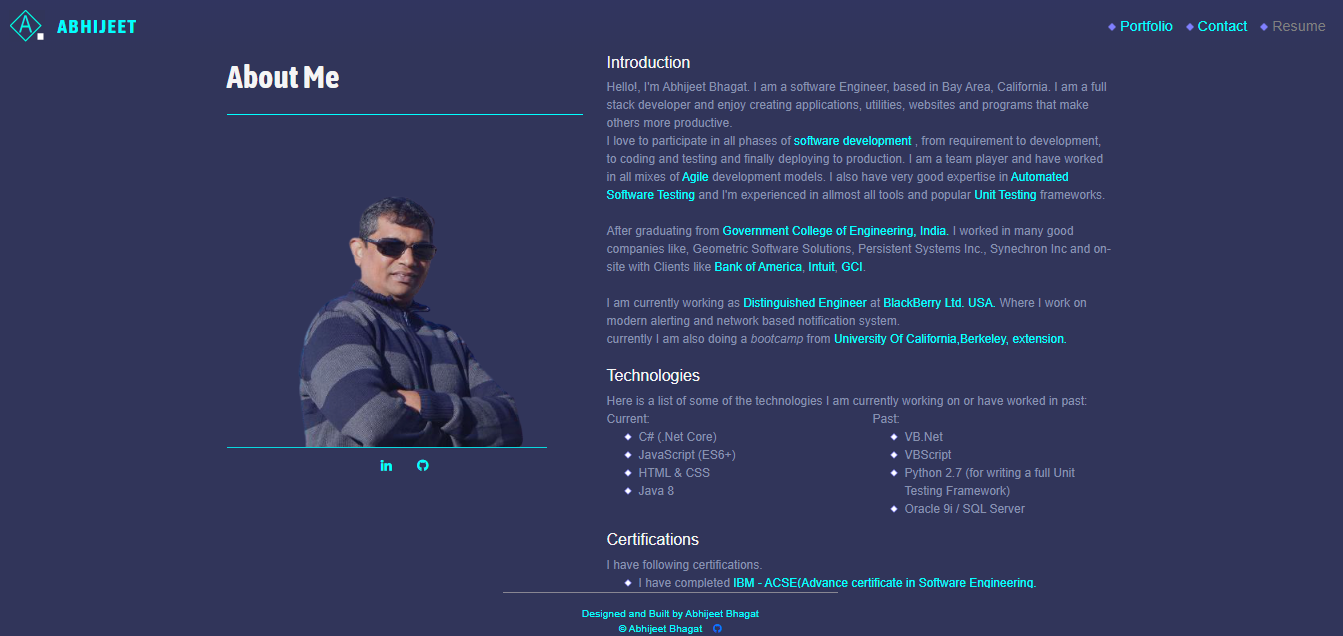 A ABHIJEET
Portfolio Contact Resume
About Me
Introduction
Hello!, I'm Abhijeet Bhagat. I am a software Engineer, based in Bay Area, California. I am a full
stack developer and enjoy creating applications, utilities, websites and programs that make
others more productive.
I love to participate in all phases of software development , from requirement to development,
to coding and testing and finally deploying to production. I am a team player and have worked
in all mixes of Agile development models. I also have very good expertise in Automated
Software Testing and I'm experienced in allmost all tools and popular Unit Testing frameworks.
After graduating from Government College of Engineering, India. I worked in many good
companies like, Geometric Software Solutions, Persistent Systems Inc., Synechron Inc and on-
site with Clients like Bank of America, Intuit, GCI.
I am currently working as Distinguished Engineer at BlackBerry Ltd. USA. Where I work on
modern alerting and network based notification system.
currently I am also doing a bootcamp from University Of California,Berkeley, extension.
Technologies
Here is a list of some of the technologies I am currently working on or have worked in past:
Current:
C# (.Net Core)
JavaScript (ES6+)
HTML & CSS
Java 8
Past:
VB.Net
VBScript
Python 2.7 (for writing a full Unit
Testing Framework)
Oracle 9i / SQL Server
Certifications
I have following certifications.
I have completed IBM - ACSE(Advance certificate in Software Engineering.
in
Designed and Built by Abhijeet Bhagat
© Abhijeet Bhagat